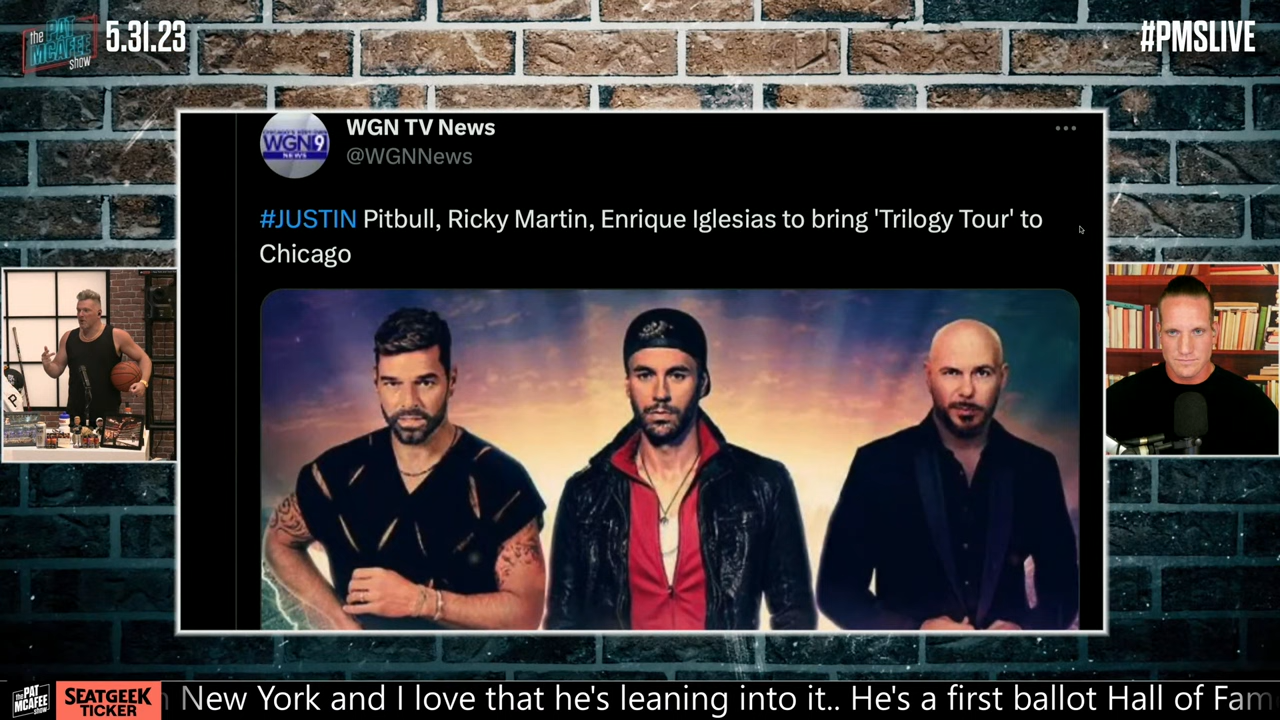 the PAT MCAFEE show
5.31.23
#PMSLIVE
WGN9
NEWS
WGN TV News
@WGNNews
#JUSTIN Pitbull, Ricky Martin, Enrique Iglesias to bring 'Trilogy Tour' to
Chicago
P
the PAT MCAFEE show
SEATGEEK
TICKER
New York and I love that he's leaning into it.. He's a first ballot Hall of Fam